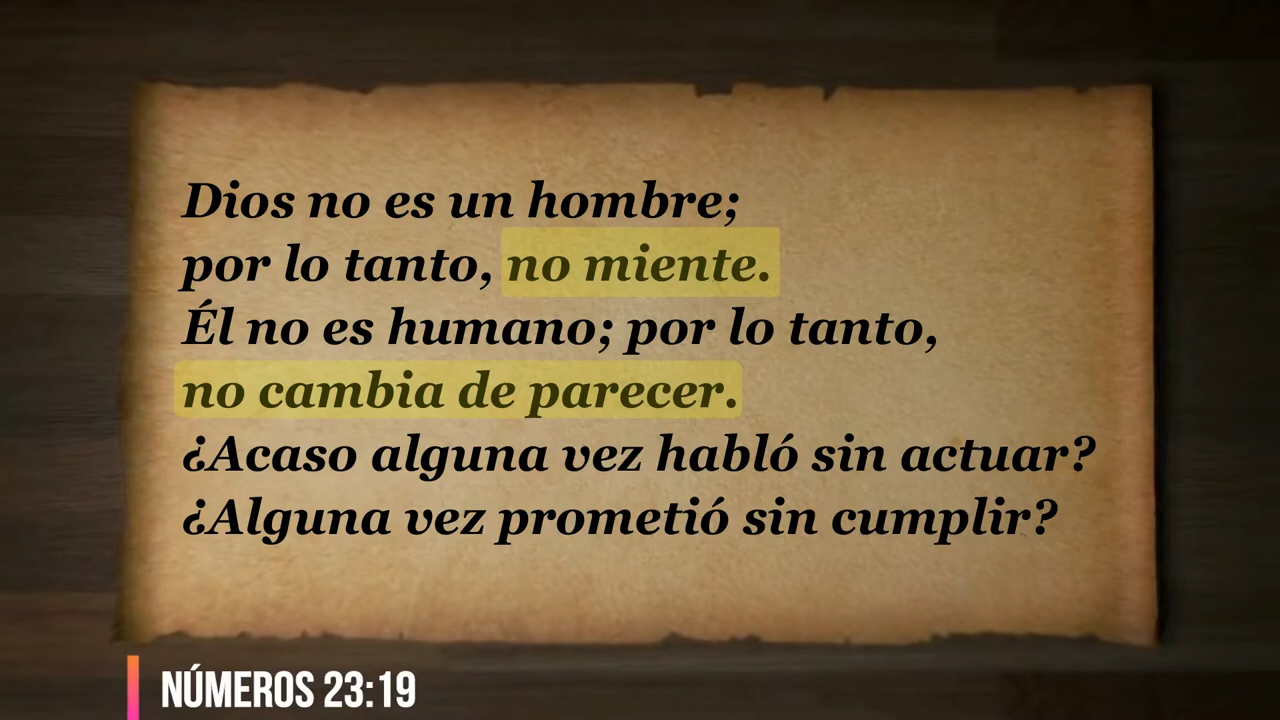 Dios no es un hombre;
por lo tanto, no miente.
Él no es humano; por lo tanto,
no cambia de parecer.
¿Acaso alguna vez habló sin actuar?
¿Alguna vez prometió sin cumplir?
NÚMEROS 23:19